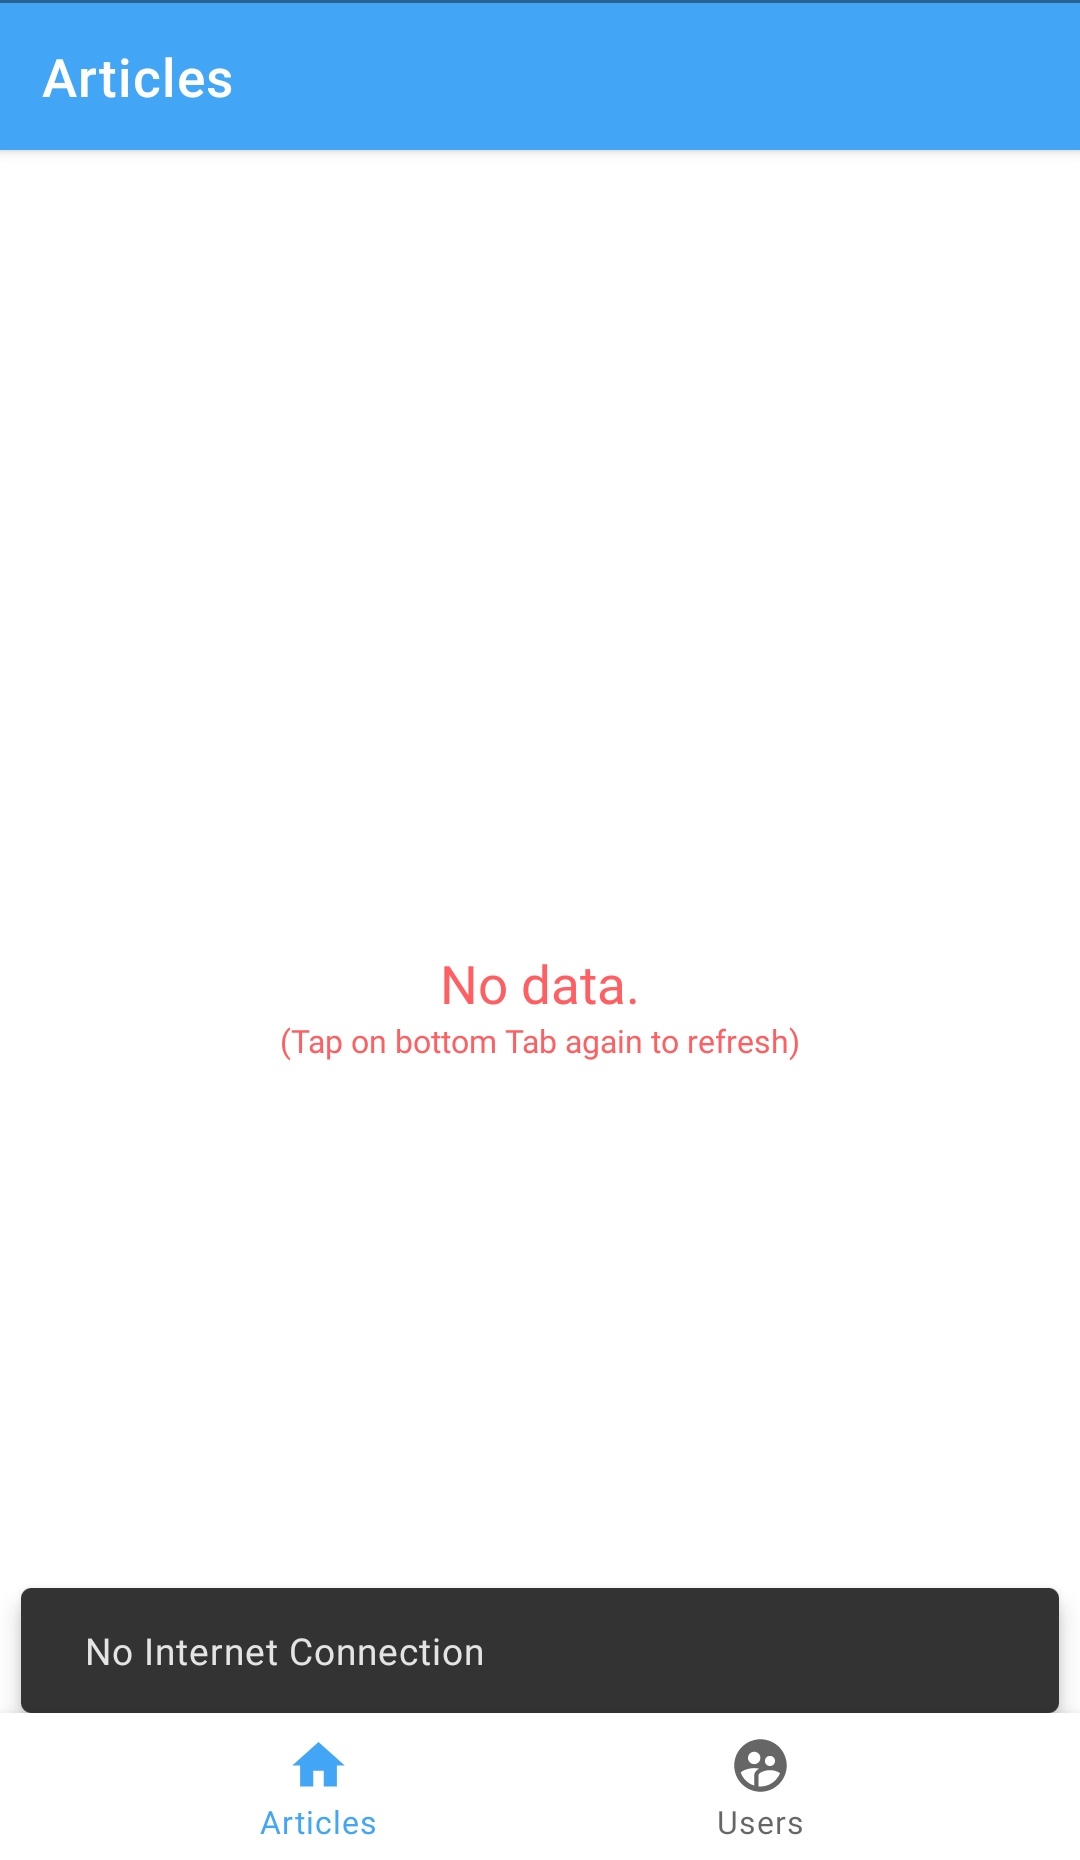 Articles
No data.
(Tap on bottom Tab again to refresh)
No Internet Connection
Articles
Users